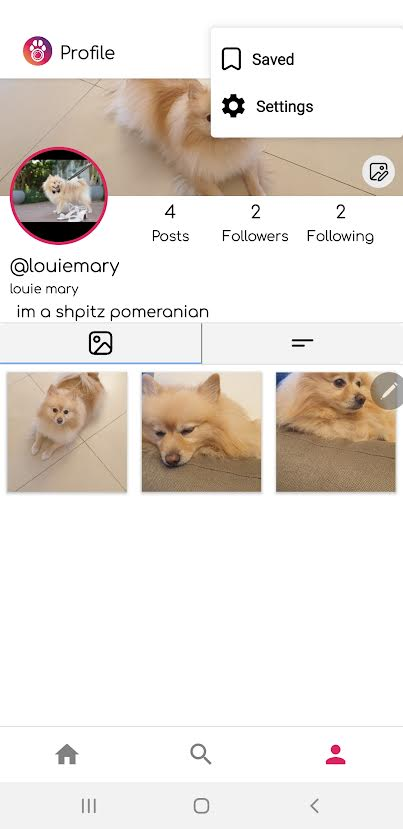 Profile
Saved
Settings
4 2 2
Posts Followers Following
@louiemary
louie mary
im a shpitz pomeranian